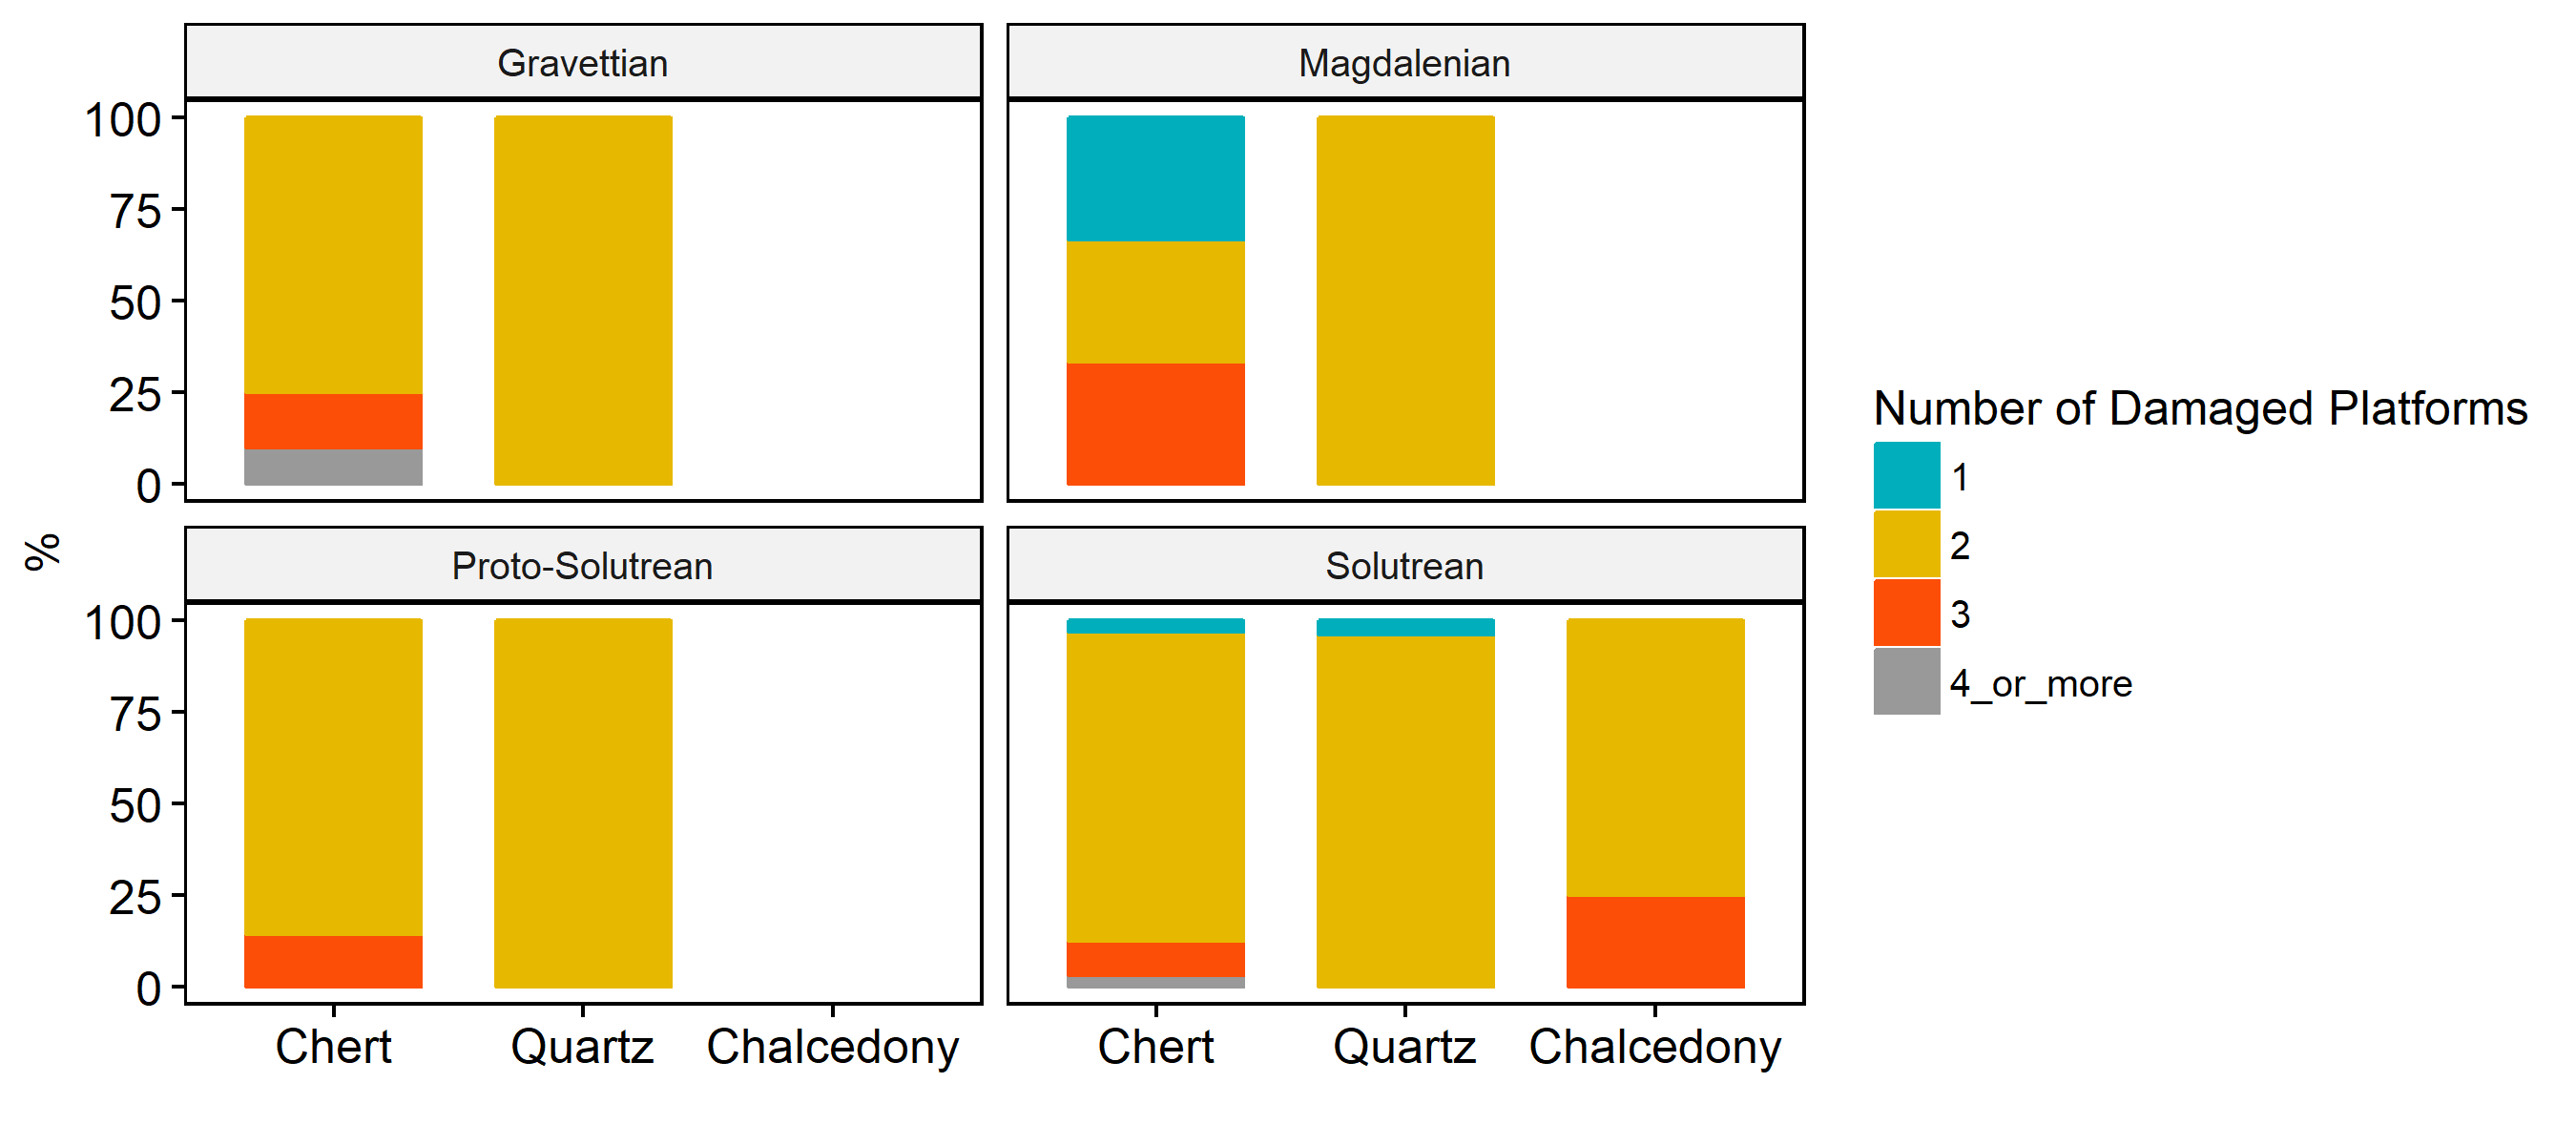 Gravettian
Magdalenian
100
75
50
25
0
%
Proto-Solutrean
Solutrean
100
75
50
25
0
Chert
Quartz
Chalcedony
Chert
Quartz
Chalcedony
Number of Damaged Platforms
1
2
3
4_or_more